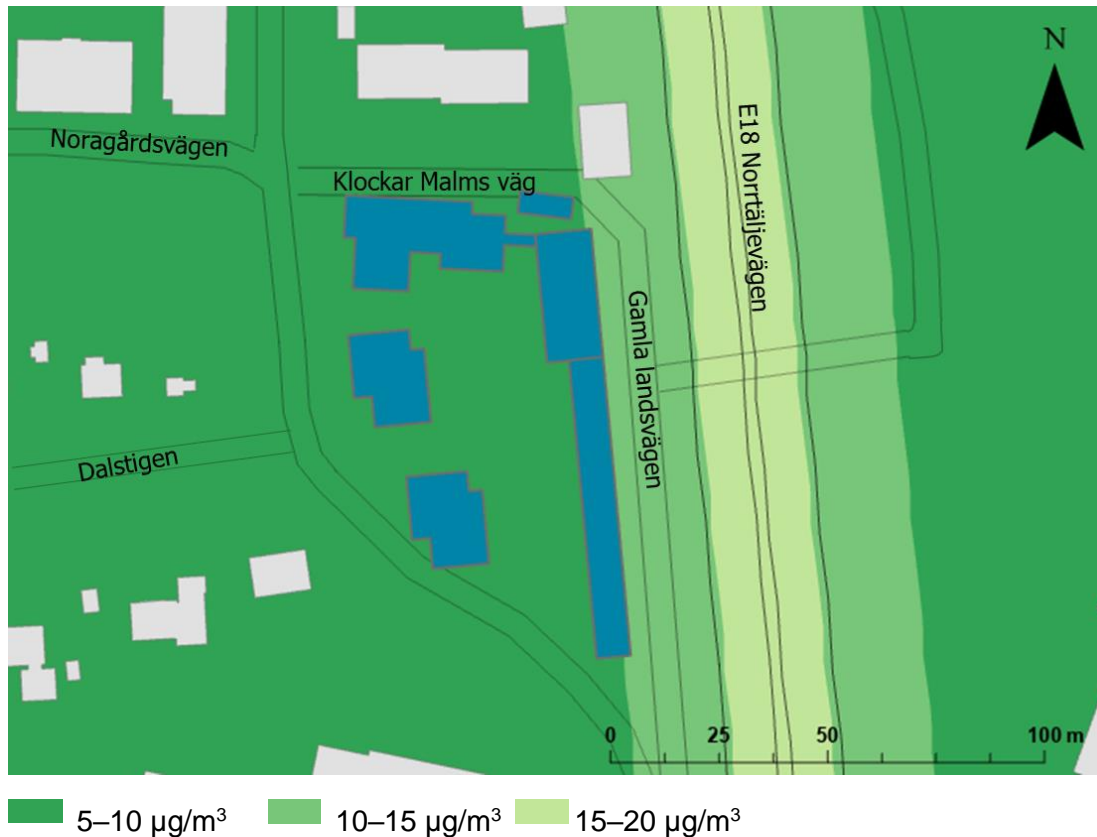 N
Noragårdsvägen
Klockar Malms väg
E18 Norrtäljevägen
Gamla landsvägen
Dalstigen
0 25 50 100 m
5–10 µg/m³ 10–15 µg/m³ 15–20 µg/m³